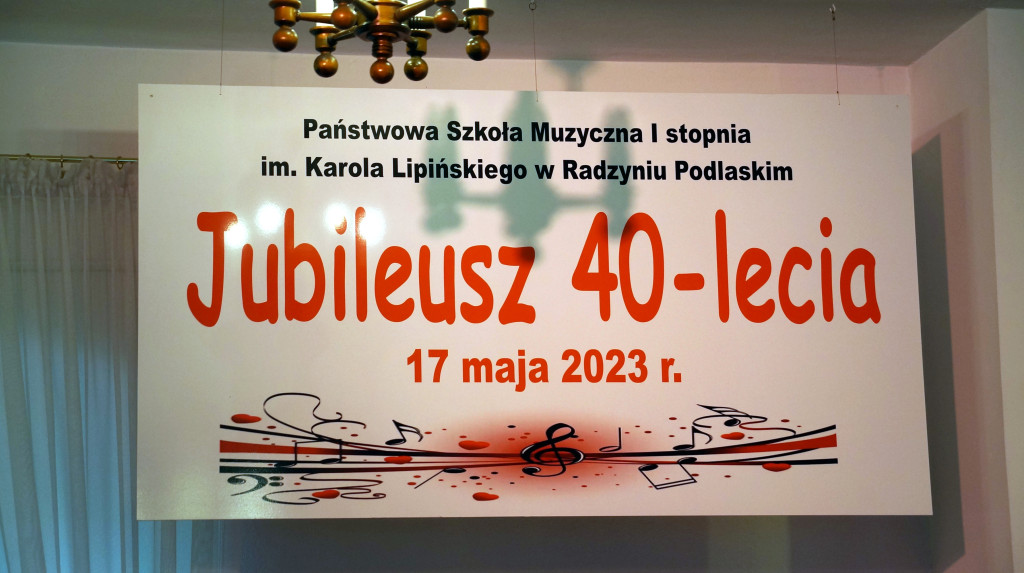 Państwowa Szkoła Muzyczna I stopnia
im. Karola Lipińskiego w Radzyniu Podlaskim
Jubileusz 40-lecia
17 maja 2023 r.